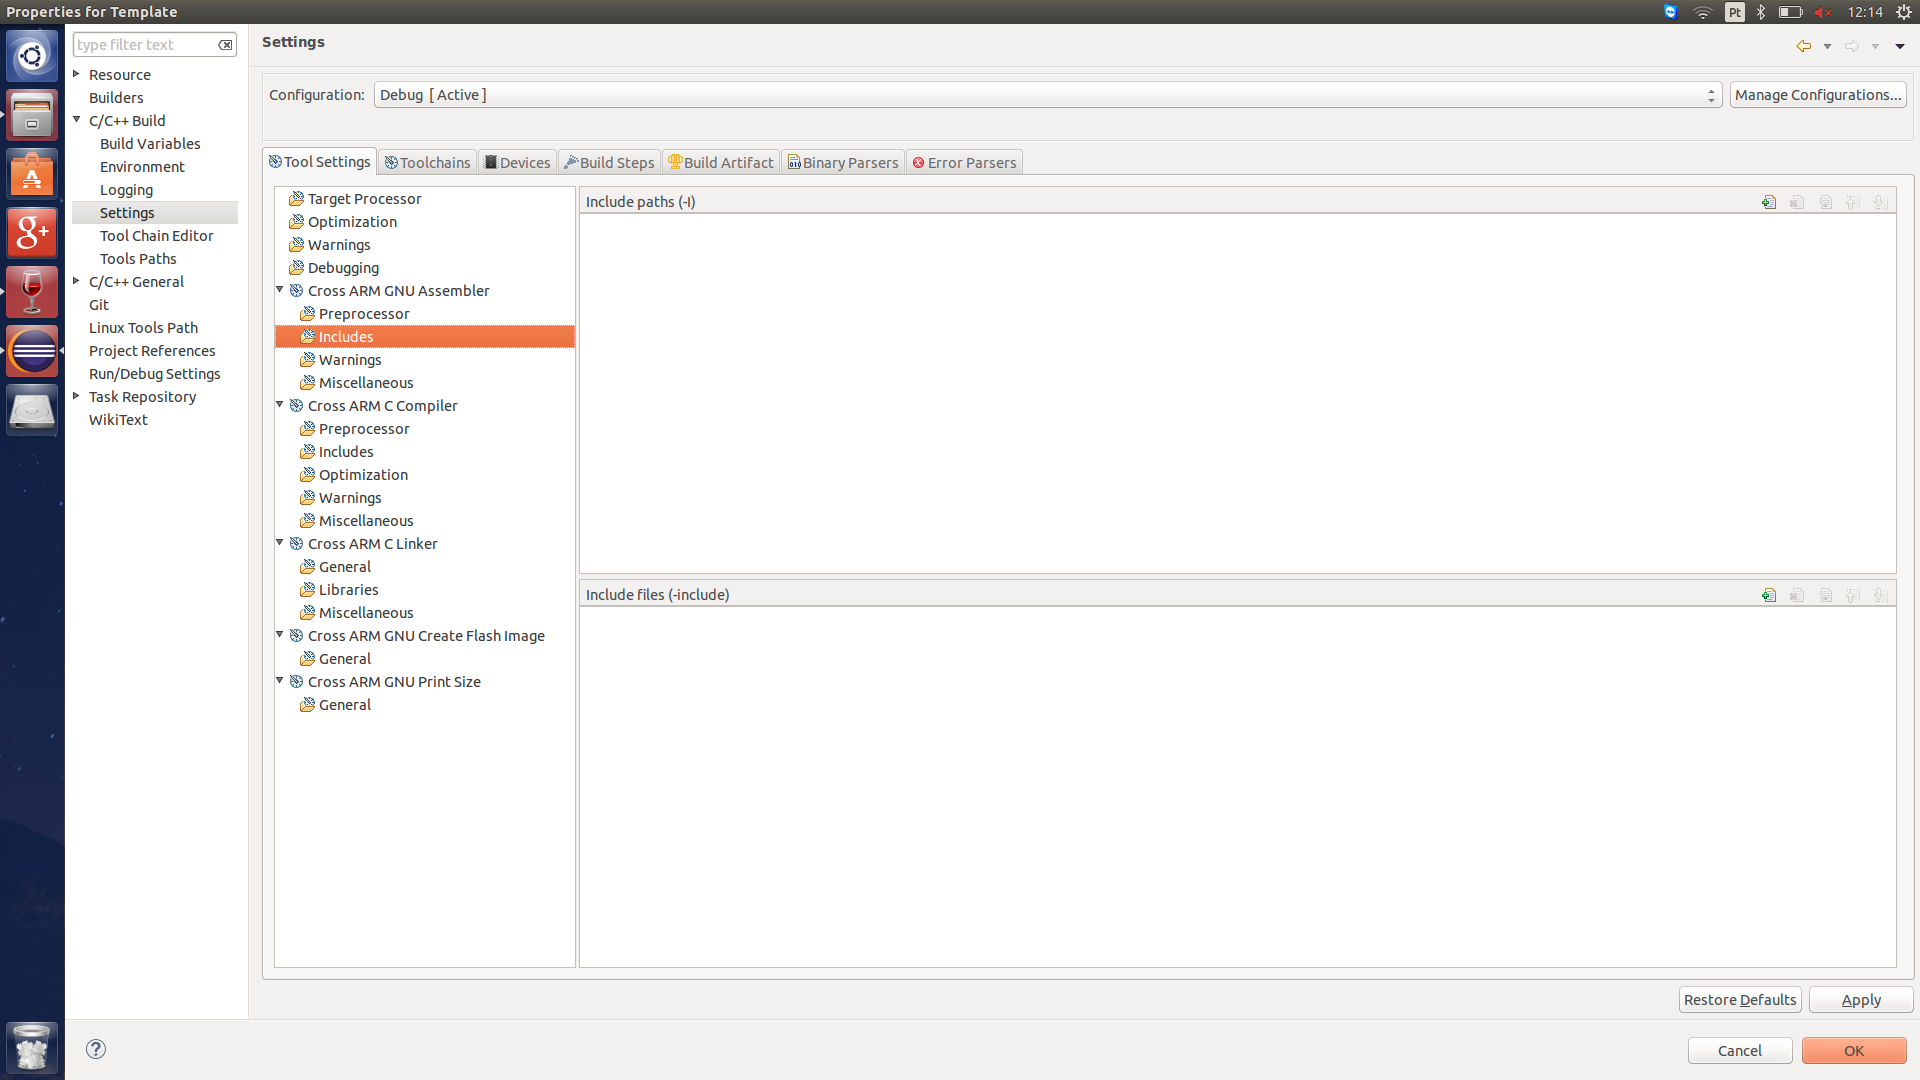 Properties for Template
Pt
12:14
type filter text
Resource
Builders
C/C++ Build
Build Variables
Environment
Logging
Settings
Tool Chain Editor
Tools Paths
C/C++ General
Git
Linux Tools Path
Project References
Run/Debug Settings
Task Repository
WikiText
Settings
Configuration:
Debug [ Active ]
Manage Configurations...
Tool Settings
Toolchains
Devices
Build Steps
Build Artifact
Binary Parsers
Error Parsers
Target Processor
Optimization
Warnings
Debugging
Cross ARM GNU Assembler
Preprocessor
Includes
Warnings
Miscellaneous
Cross ARM C Compiler
Preprocessor
Includes
Optimization
Warnings
Miscellaneous
Cross ARM C Linker
General
Libraries
Miscellaneous
Cross ARM GNU Create Flash Image
General
Cross ARM GNU Print Size
General
Include paths (-I)
Include files (-include)
Restore Defaults
Apply
Cancel
OK